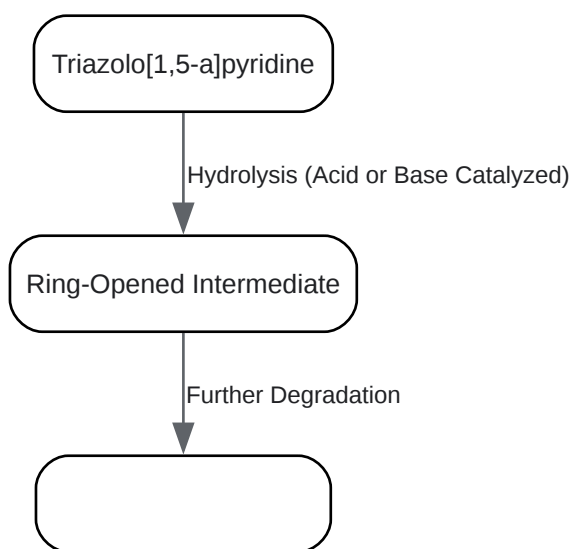 Triazolo[1,5-a]pyridine
Hydrolysis (Acid or Base Catalyzed)
Ring-Opened Intermediate
Further Degradation